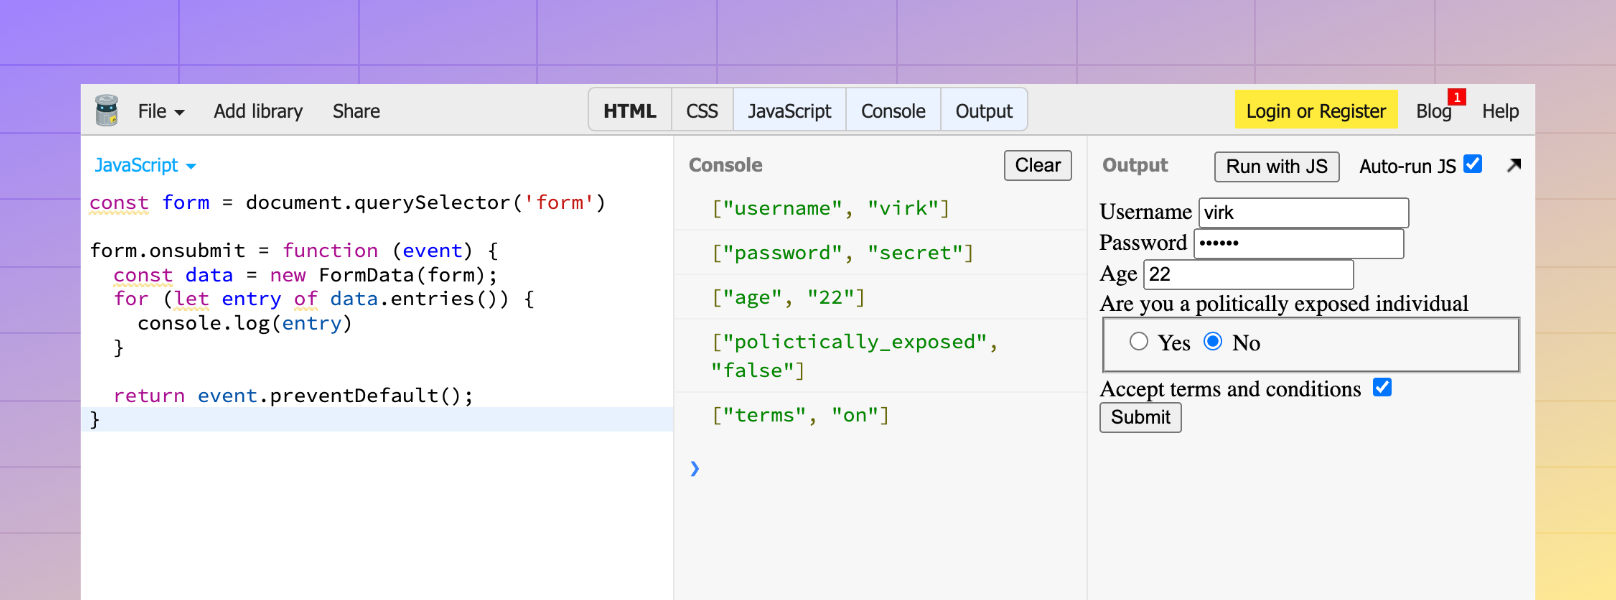 File Add library Share HTML CSS JavaScript Console Output Login or Register Blog 1 Help
JavaScript
const form = document.querySelector('form')
form.onsubmit = function (event) {
const data = new FormData(form);
for (let entry of data.entries()) {
console.log(entry)
}
return event.preventDefault();
}
Console Clear
["username", "virk"]
["password", "secret"]
["age", "22"]
["polictically_exposed",
"false"]
["terms", "on"]
❯
Output Run with JS Auto-run JS
Username virk
Password ••••••
Age 22
Are you a politically exposed individual
Yes No
Accept terms and conditions
Submit